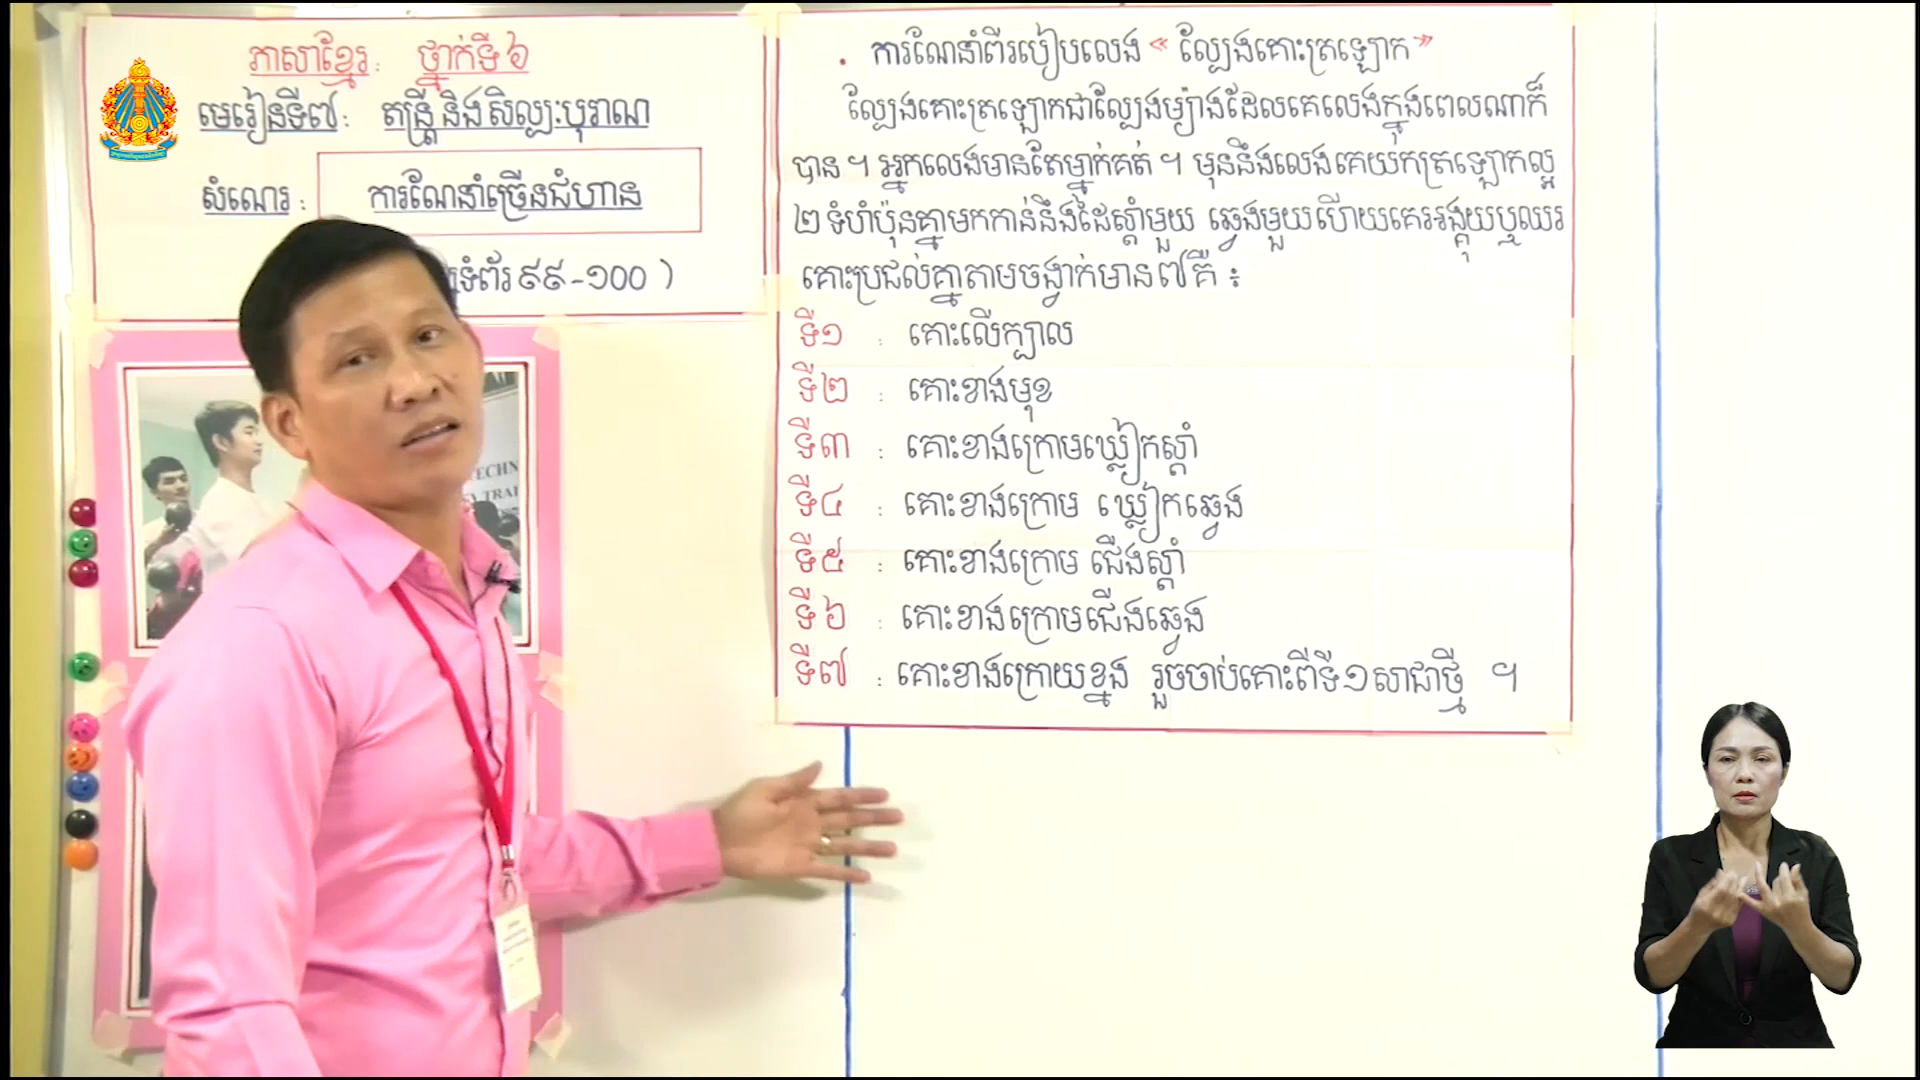 ភាសាខ្មែរ: ថ្នាក់ទី៦
មេរៀនទី៧: តន្ត្រី និងសិល្បៈបុរាណ
សំណេរ: ការណែនាំច្រើនជំហាន
ទំព័រ៩៩-១០០ )
. ការណែនាំពីរបៀបលេង « ល្បែងគោះត្រឡោក »
ល្បែងគោះត្រឡោកជាល្បែងម្យ៉ាងដែលគេលេងក្នុងពេលណាក៏
បាន ។ អ្នកលេងមានតែម្នាក់គត់ ។ មុននឹងលេងគេយកត្រឡោកល្អ
២ ទំហំប៉ុនគ្នាមកកាន់នឹងដៃស្ដាំមួយ ឆ្វេងមួយហើយគេអង្គុយឬឈរ
គោះប្រជល់គ្នាតាមចង្វាក់មាន៧គឺ ៖
ទី១ : គោះលើក្បាល
ទី២ : គោះខាងមុខ
ទី៣ : គោះខាងក្រោមឃ្លៀកស្ដាំ
ទី៤ : គោះខាងក្រោម ឃ្លៀកឆ្វេង
ទី៥ : គោះខាងក្រោម ជើងស្ដាំ
ទី៦ : គោះខាងក្រោមជើងឆ្វេង
ទី៧ : គោះខាងក្រោយខ្នង រួចចាប់គោះពីទី១សាជាថ្មី ។
ECHN
TRAI